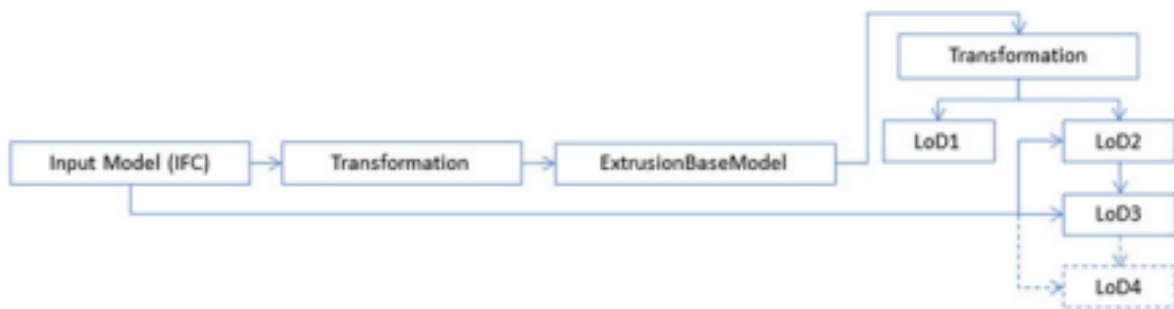 Transformation
LoD1
LoD2
Input Model (IFC)
Transformation
ExtrusionBaseModel
LoD3
LoD4